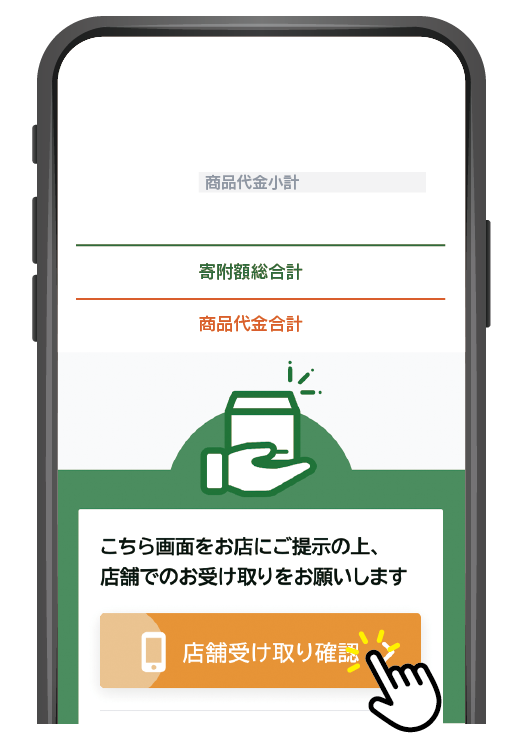 商品代金小計
寄附額総合計
商品代金合計
こちら画面をお店にご提示の上、
店舗でのお受け取りをお願いします
店舗受け取り確認